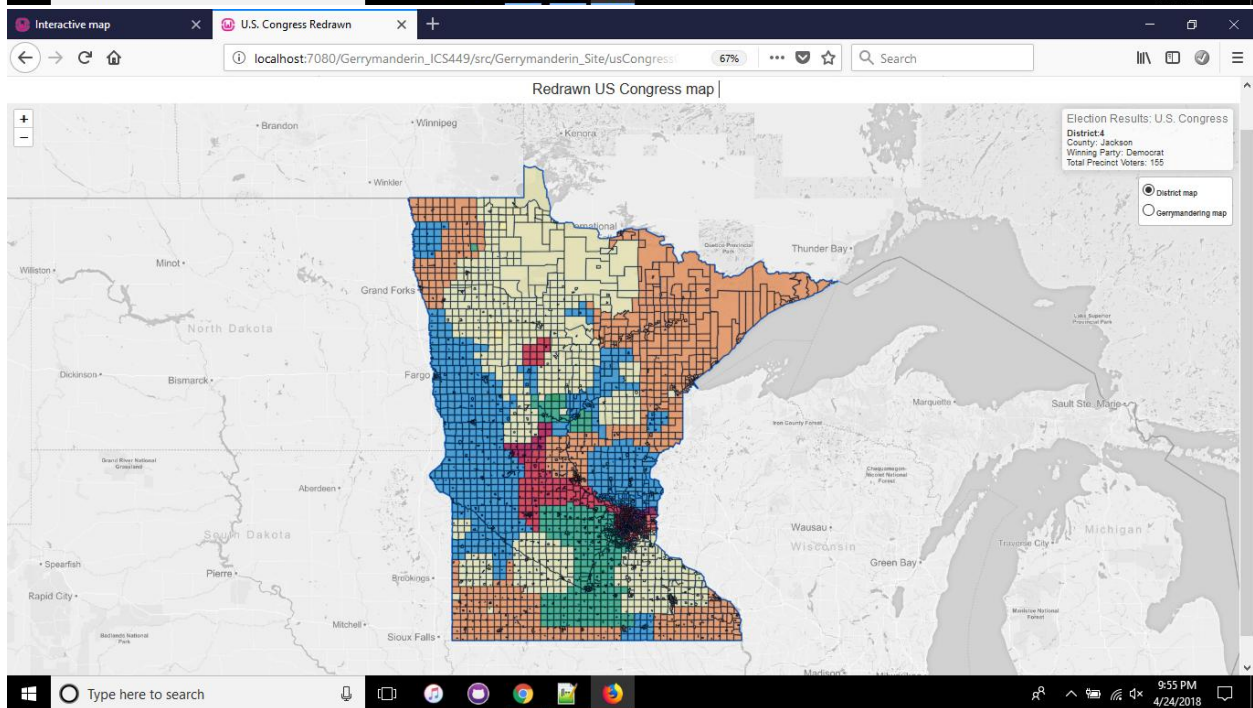 Interactive map
U.S. Congress Redrawn
localhost:7080/Gerrymanderin_ICS449/src/Gerrymanderin_Site/usCongress
67%
Search
Redrawn US Congress map
+
−
Election Results: U.S. Congress
District:4
County: Jackson
Winning Party: Democrat
Total Precinct Voters: 155
District map
Gerrymandering map
Brandon
Winnipeg
Kenora
Winkler
Thunder Bay
Minot
Williston
Grand Forks
North Dakota
Dickinson
Bismarck
Fargo
Marquette
Sault Ste. Marie
Aberdeen
South Dakota
Wausau
Wisconsin
Michigan
Traverse City
Green Bay
Spearfish
Pierre
Brookings
Rapid City
Mitchell
Sioux Falls
Madison
Type here to search
9:55 PM
4/24/2018